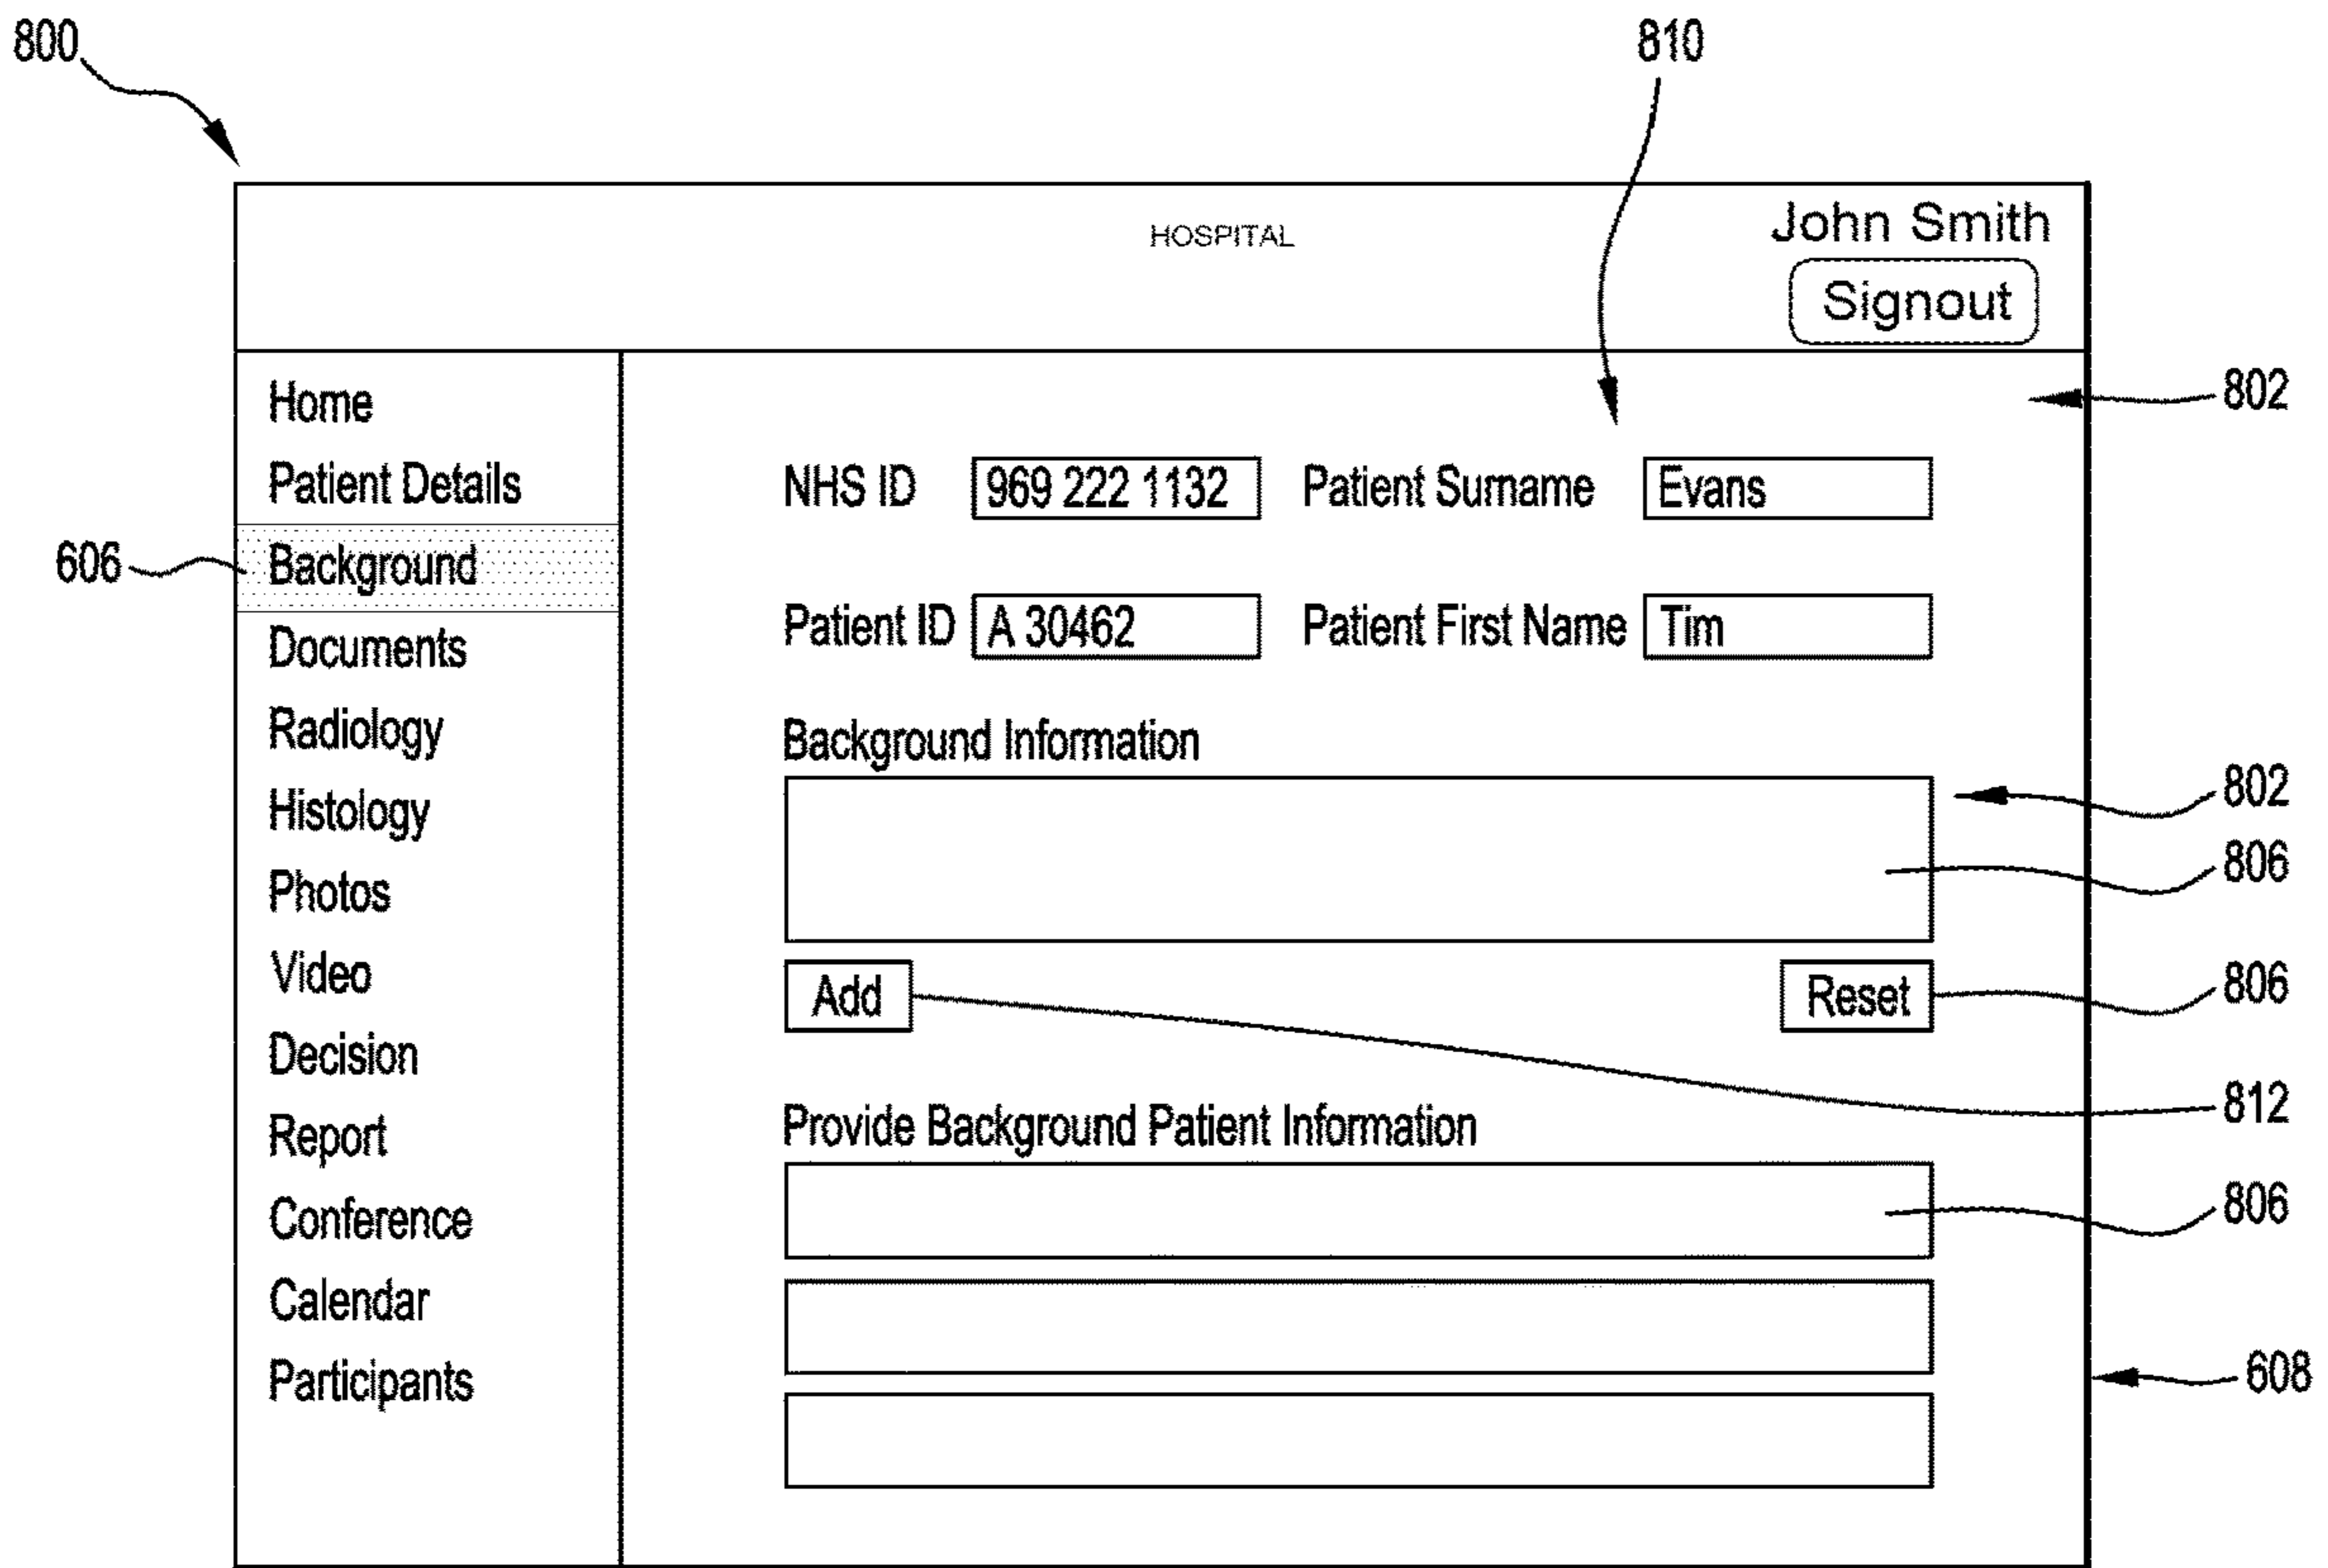 800
810
HOSPITAL
John Smith
Signout
Home
802
Patient Details
NHS ID 969 222 1132 Patient Surname Evans
606
Background
Patient ID A 30462 Patient First Name Tim
Documents
Radiology
Background Information
Histology
802
806
Photos
Video
Add Reset 806
Decision
812
Report
Provide Background Patient Information
806
Conference
Calendar
Participants
608